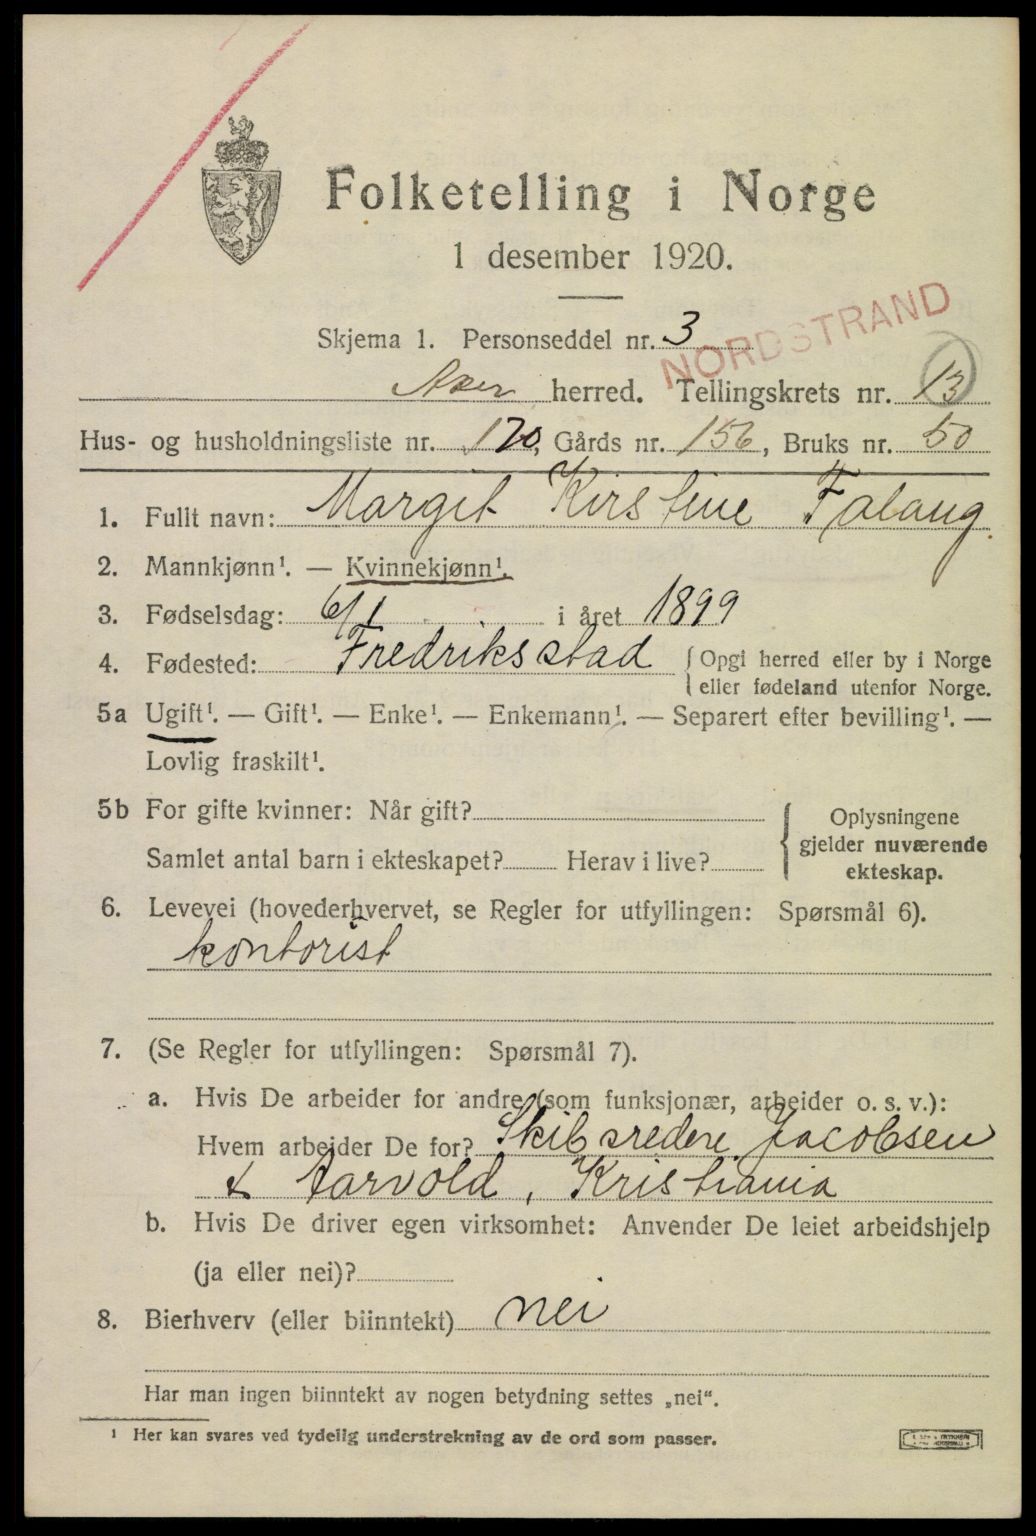 Folketelling i Norge
1 desember 1920.
Skjema 1. Personseddel nr. 3
NORDSTRAND
Aker herred. Tellingskrets nr. 13
Hus- og husholdningsliste nr. 120, Gårds nr. 156, Bruks nr. 50
1. Fullt navn: Margit Kirstine Falang
2. Mannkjønn¹. — Kvinnekjønn¹.
3. Fødselsdag: 6/1 i året 1899
4. Fødested: Fredriksstad {Opgi herred eller by i Norge
eller fødeland utenfor Norge.
5a Ugift¹. — Gift¹. — Enke¹. — Enkemann¹. — Separert efter bevilling¹. —
Lovlig fraskilt¹.
5b For gifte kvinner: Når gift?
Samlet antal barn i ekteskapet? Herav i live?
Oplysningene
gjelder nuværende
ekteskap.
6. Levevei (hovederhvervet, se Regler for utfyllingen: Spørsmål 6).
kontorist
7. (Se Regler for utfyllingen: Spørsmål 7).
a. Hvis De arbeider for andre (som funksjonær, arbeider o. s. v.):
Hvem arbeider De for? Skibsredere Jacobsen
& Aarvold, Kristiania
b. Hvis De driver egen virksomhet: Anvender De leiet arbeidshjelp
(ja eller nei)?
8. Bierhverv (eller biinntekt) nei
Har man ingen biinntekt av nogen betydning settes „nei“.
¹ Her kan svares ved tydelig understrekning av de ord som passer.